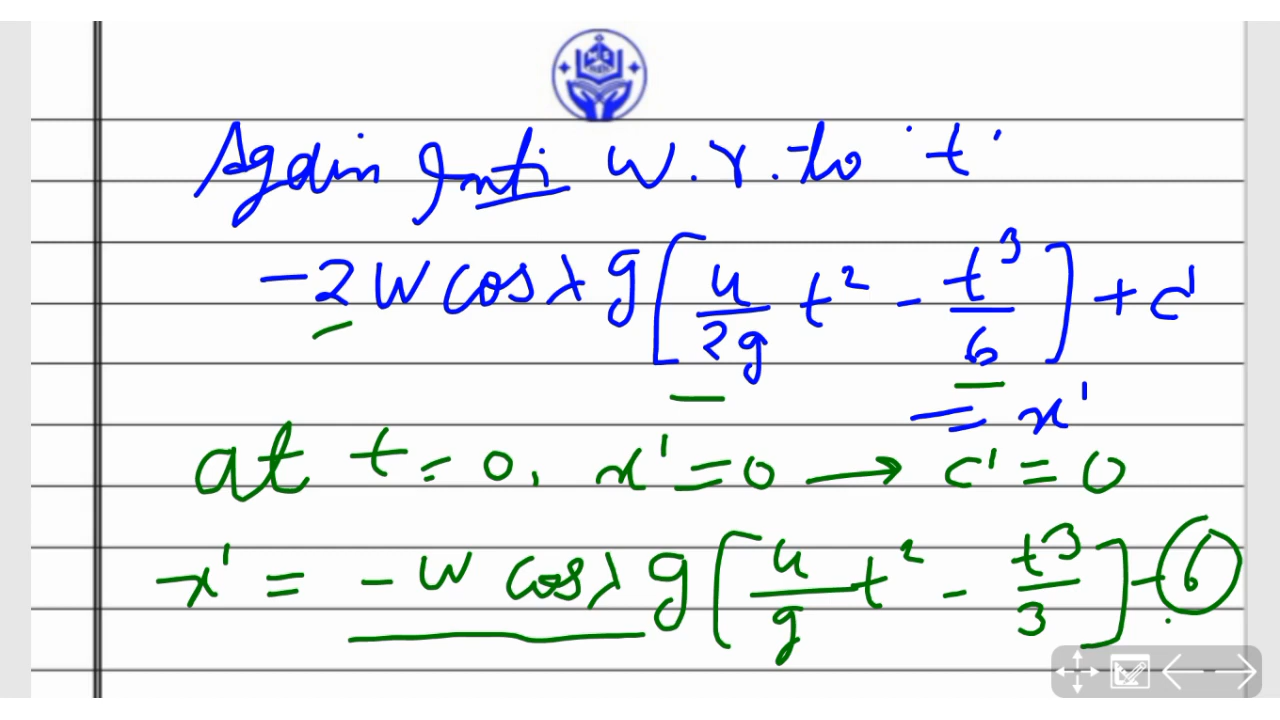 Again Inti w.r.to 't'
-2 W cosλ g [ u/2g t² - t³/6 ] + c'
= x'
at t = 0, x' = 0 → c' = 0
x' = - W cosλ g [ u/g t² - t³/3 ] - 6